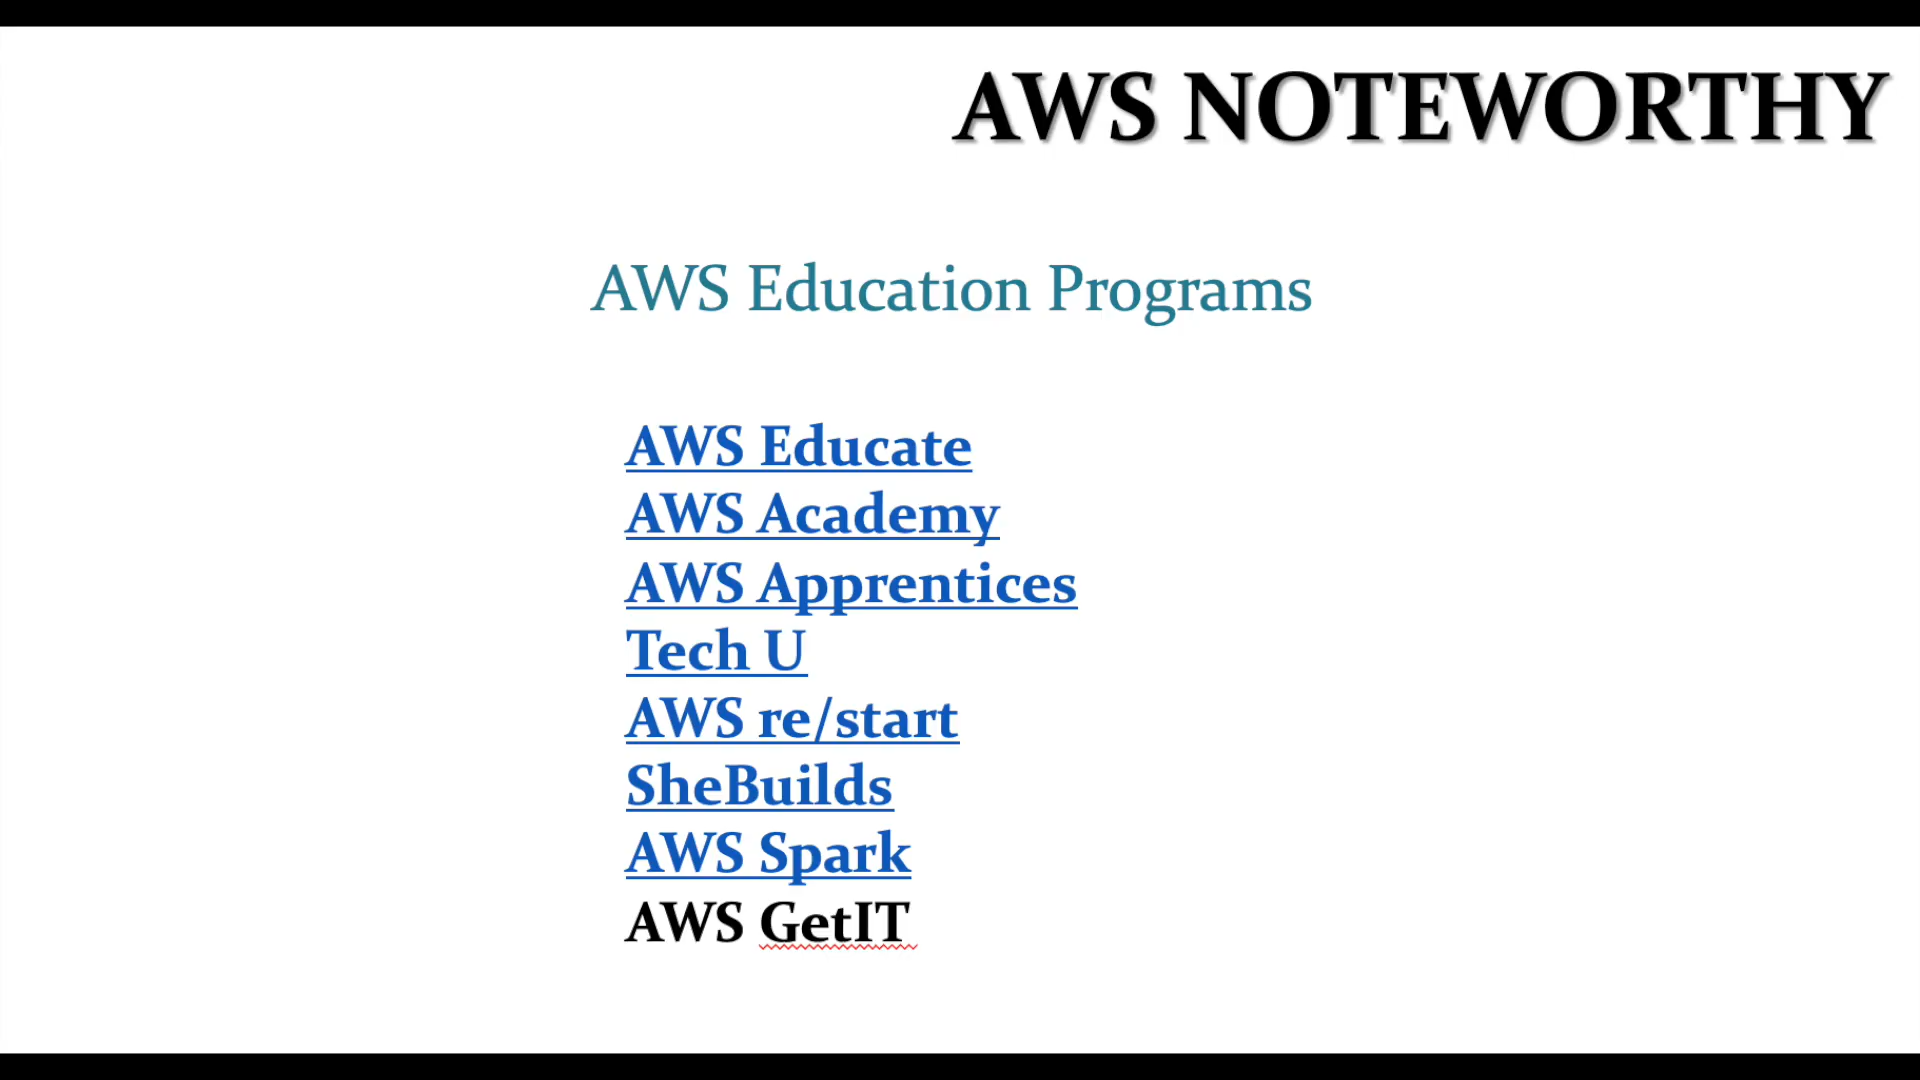 AWS NOTEWORTHY
AWS Education Programs
AWS Educate
AWS Academy
AWS Apprentices
Tech U
AWS re/start
SheBuilds
AWS Spark
AWS GetIT